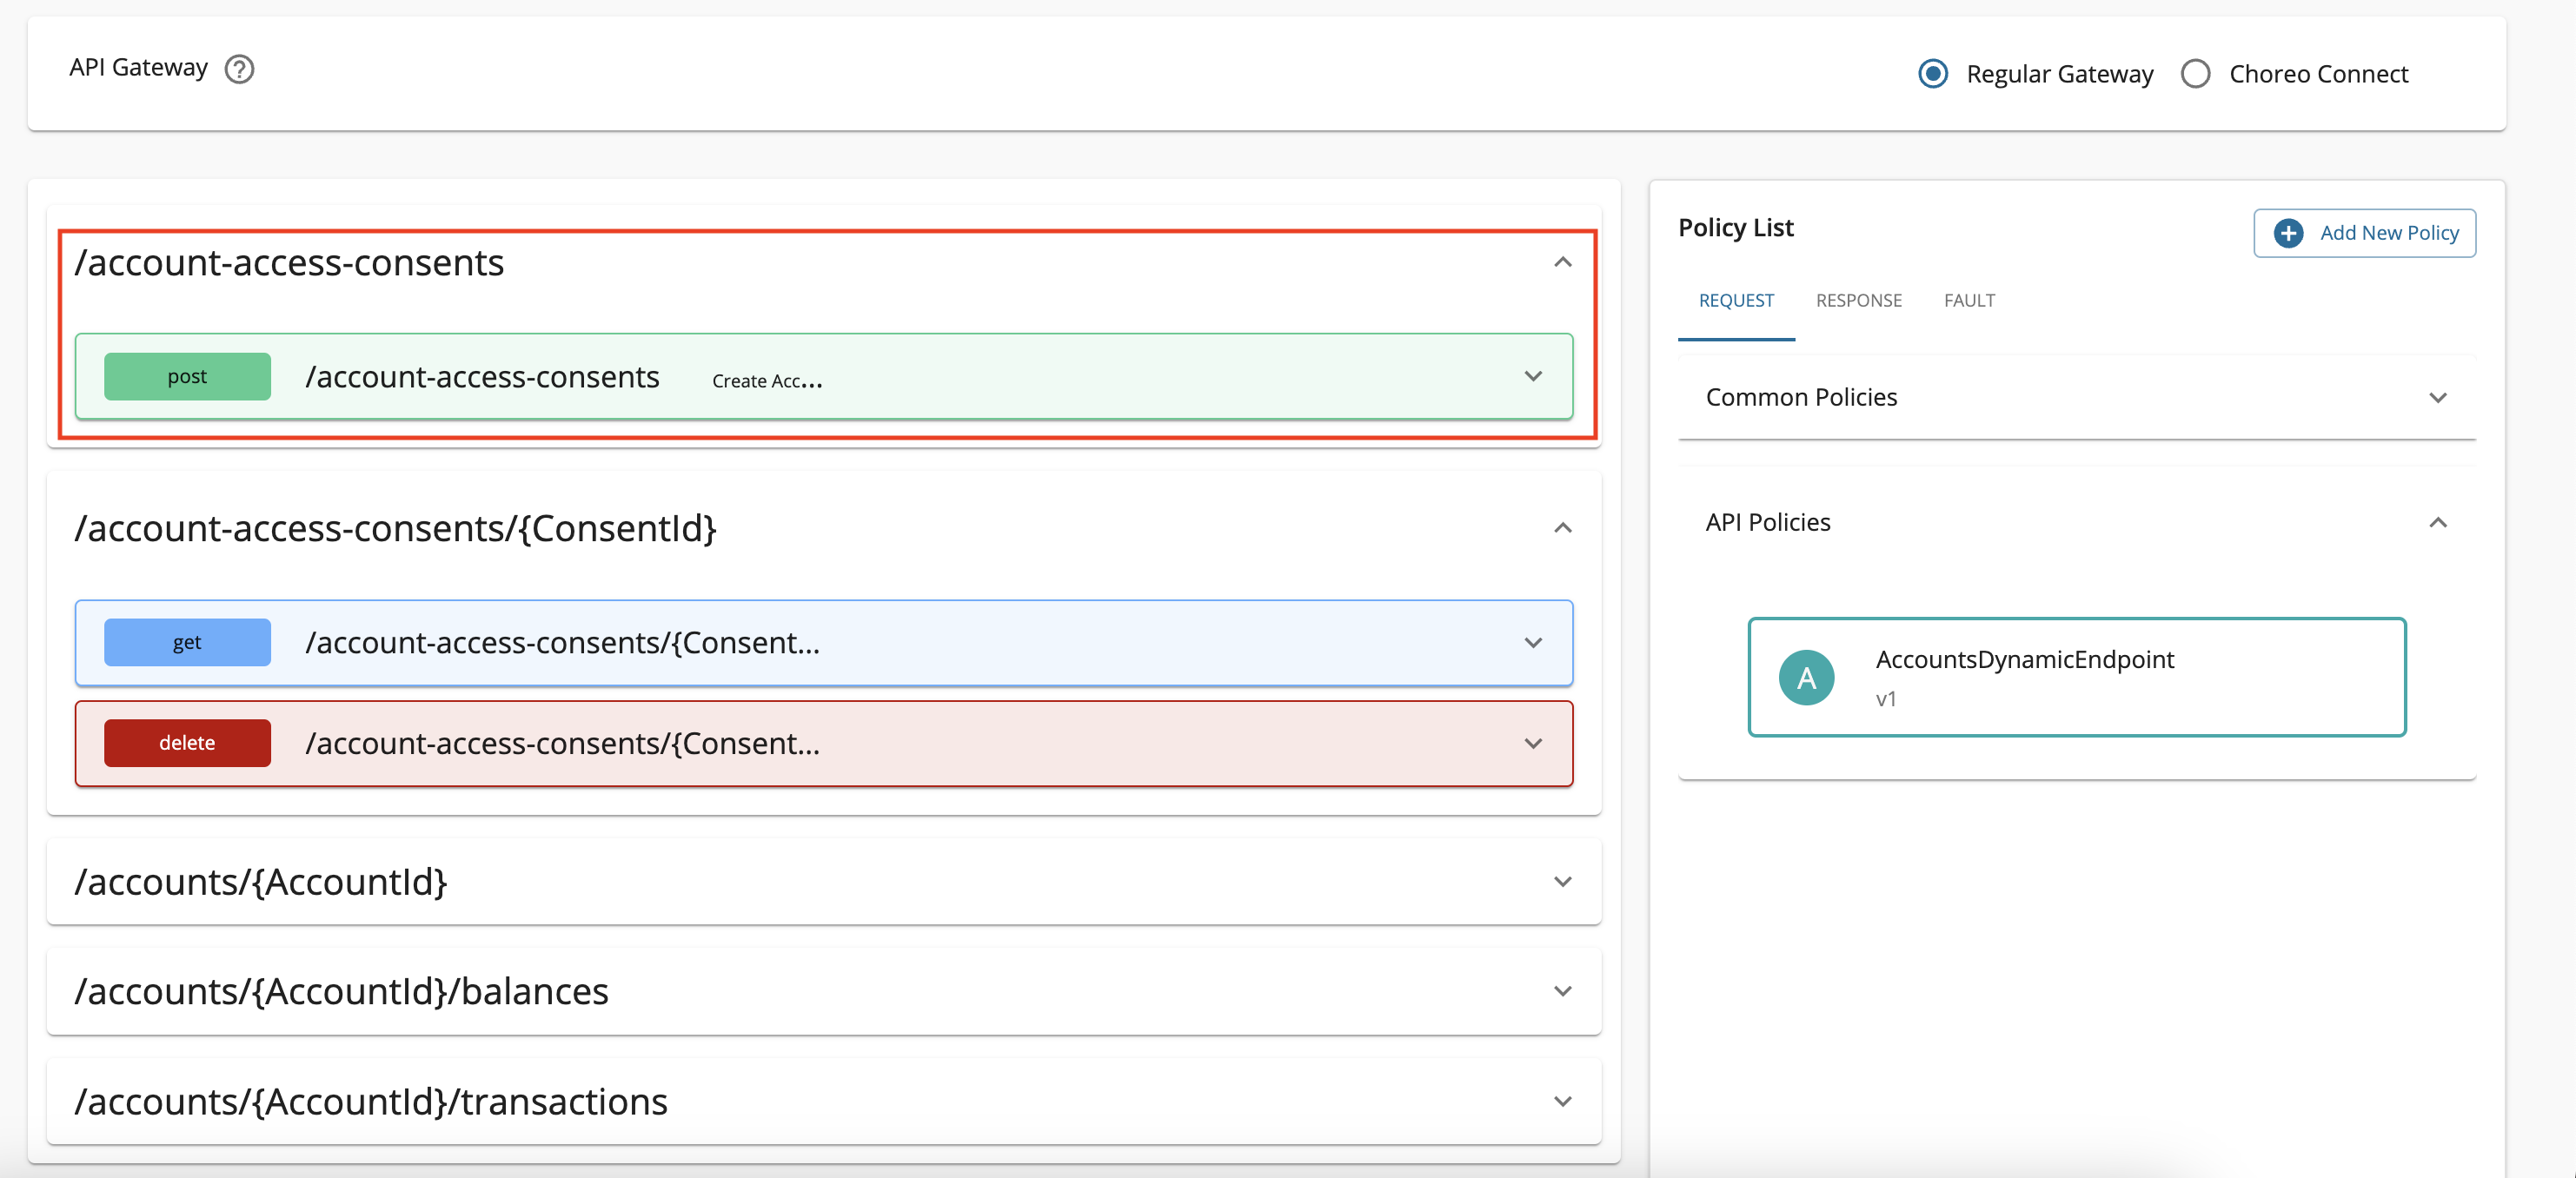 API Gateway ?
Regular Gateway
Choreo Connect
/account-access-consents
post /account-access-consents Create Acc...
/account-access-consents/{ConsentId}
get /account-access-consents/{Consent...
delete /account-access-consents/{Consent...
/accounts/{AccountId}
/accounts/{AccountId}/balances
/accounts/{AccountId}/transactions
Policy List
Add New Policy
REQUEST RESPONSE FAULT
Common Policies
API Policies
A
AccountsDynamicEndpoint
v1